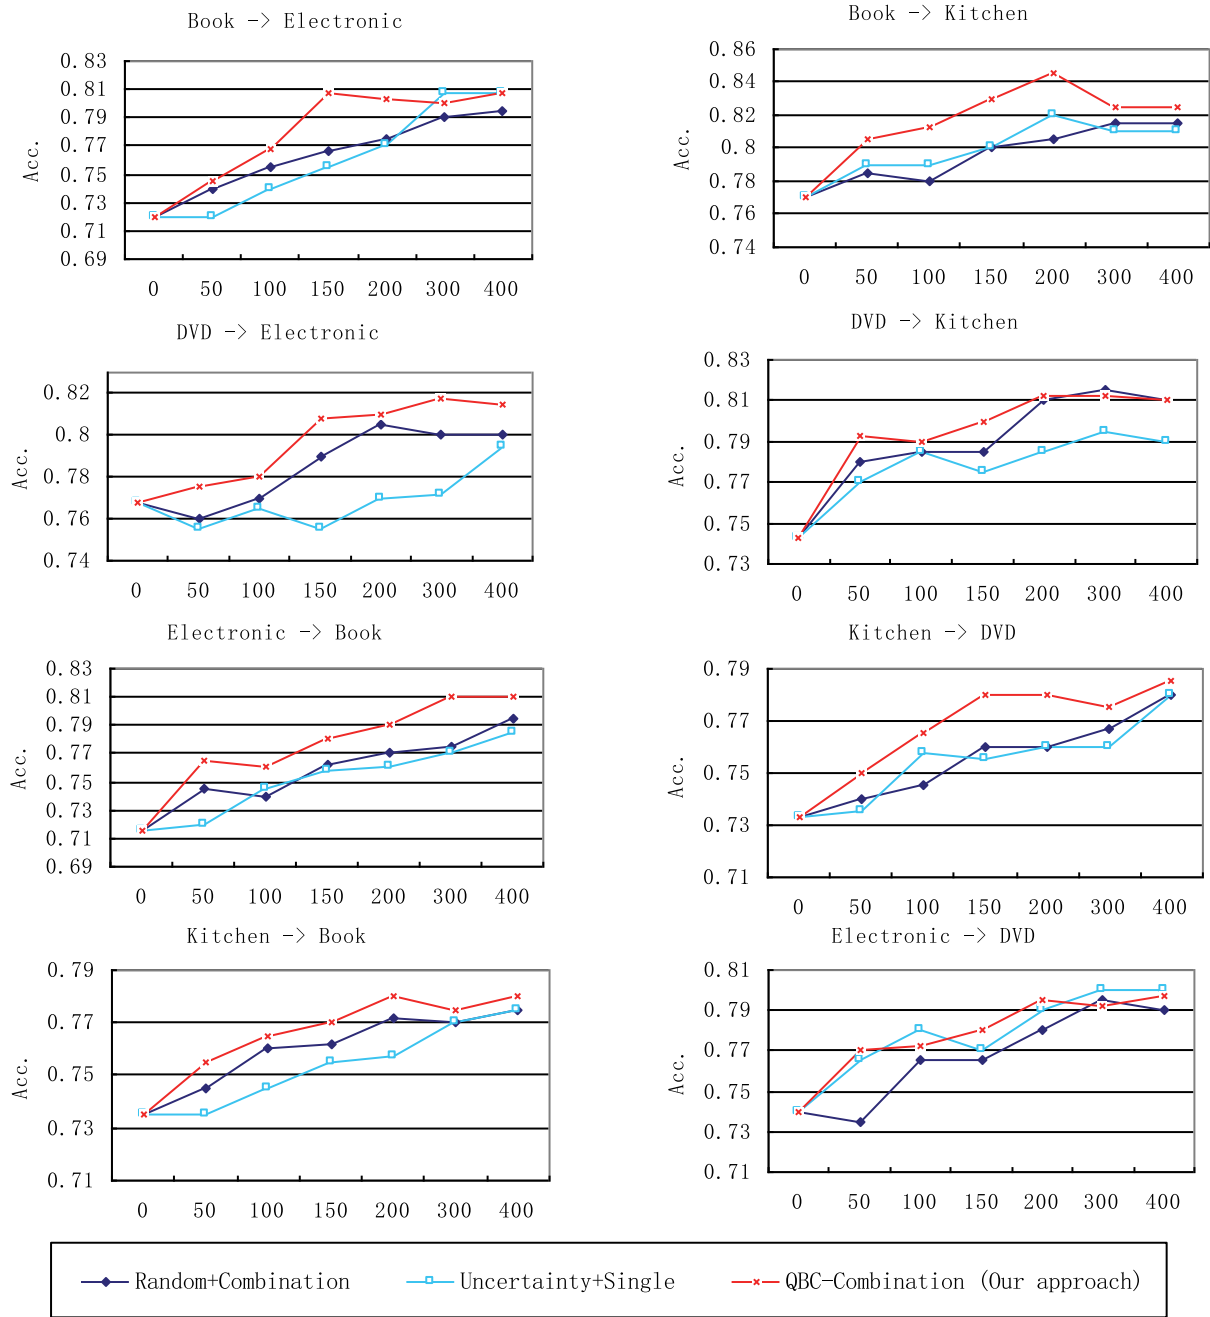 Book -> Electronic
0.83
0.81
0.79
0.77
0.75
0.73
0.71
0.69
Acc.
0 50 100 150 200 300 400
Book -> Kitchen
0.86
0.84
0.82
0.8
0.78
0.76
0.74
Acc.
0 50 100 150 200 300 400
DVD -> Electronic
0.82
0.8
0.78
0.76
0.74
Acc.
0 50 100 150 200 300 400
DVD -> Kitchen
0.83
0.81
0.79
0.77
0.75
0.73
Acc.
0 50 100 150 200 300 400
Electronic -> Book
0.83
0.81
0.79
0.77
0.75
0.73
0.71
0.69
Acc.
0 50 100 150 200 300 400
Kitchen -> DVD
0.79
0.77
0.75
0.73
0.71
Acc.
0 50 100 150 200 300 400
Kitchen -> Book
0.79
0.77
0.75
0.73
0.71
Acc.
0 50 100 150 200 300 400
Electronic -> DVD
0.81
0.79
0.77
0.75
0.73
0.71
Acc.
0 50 100 150 200 300 400
Random+Combination Uncertainty+Single QBC-Combination (Our approach)